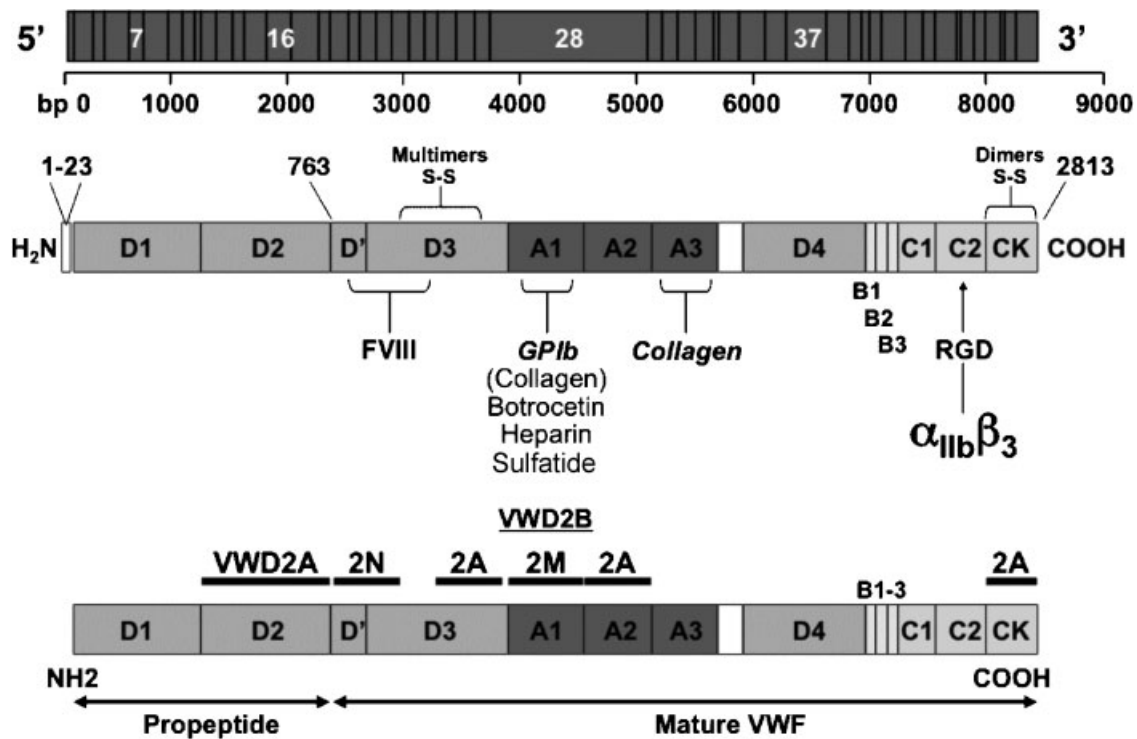 5’ 7 16 28 37 3’
bp 0 1000 2000 3000 4000 5000 6000 7000 8000 9000
1-23 763 Multimers S-S Dimers S-S 2813
H₂N D1 D2 D' D3 A1 A2 A3 D4 C1 C2 CK COOH
B1
B2
B3
FVIII GPIb Collagen RGD
(Collagen)
Botrocetin
Heparin
Sulfatide
αIIbβ3
VWD2B
VWD2A 2N 2A 2M 2A 2A
B1-3
D1 D2 D' D3 A1 A2 A3 D4 C1 C2 CK
NH2 COOH
Propeptide Mature VWF